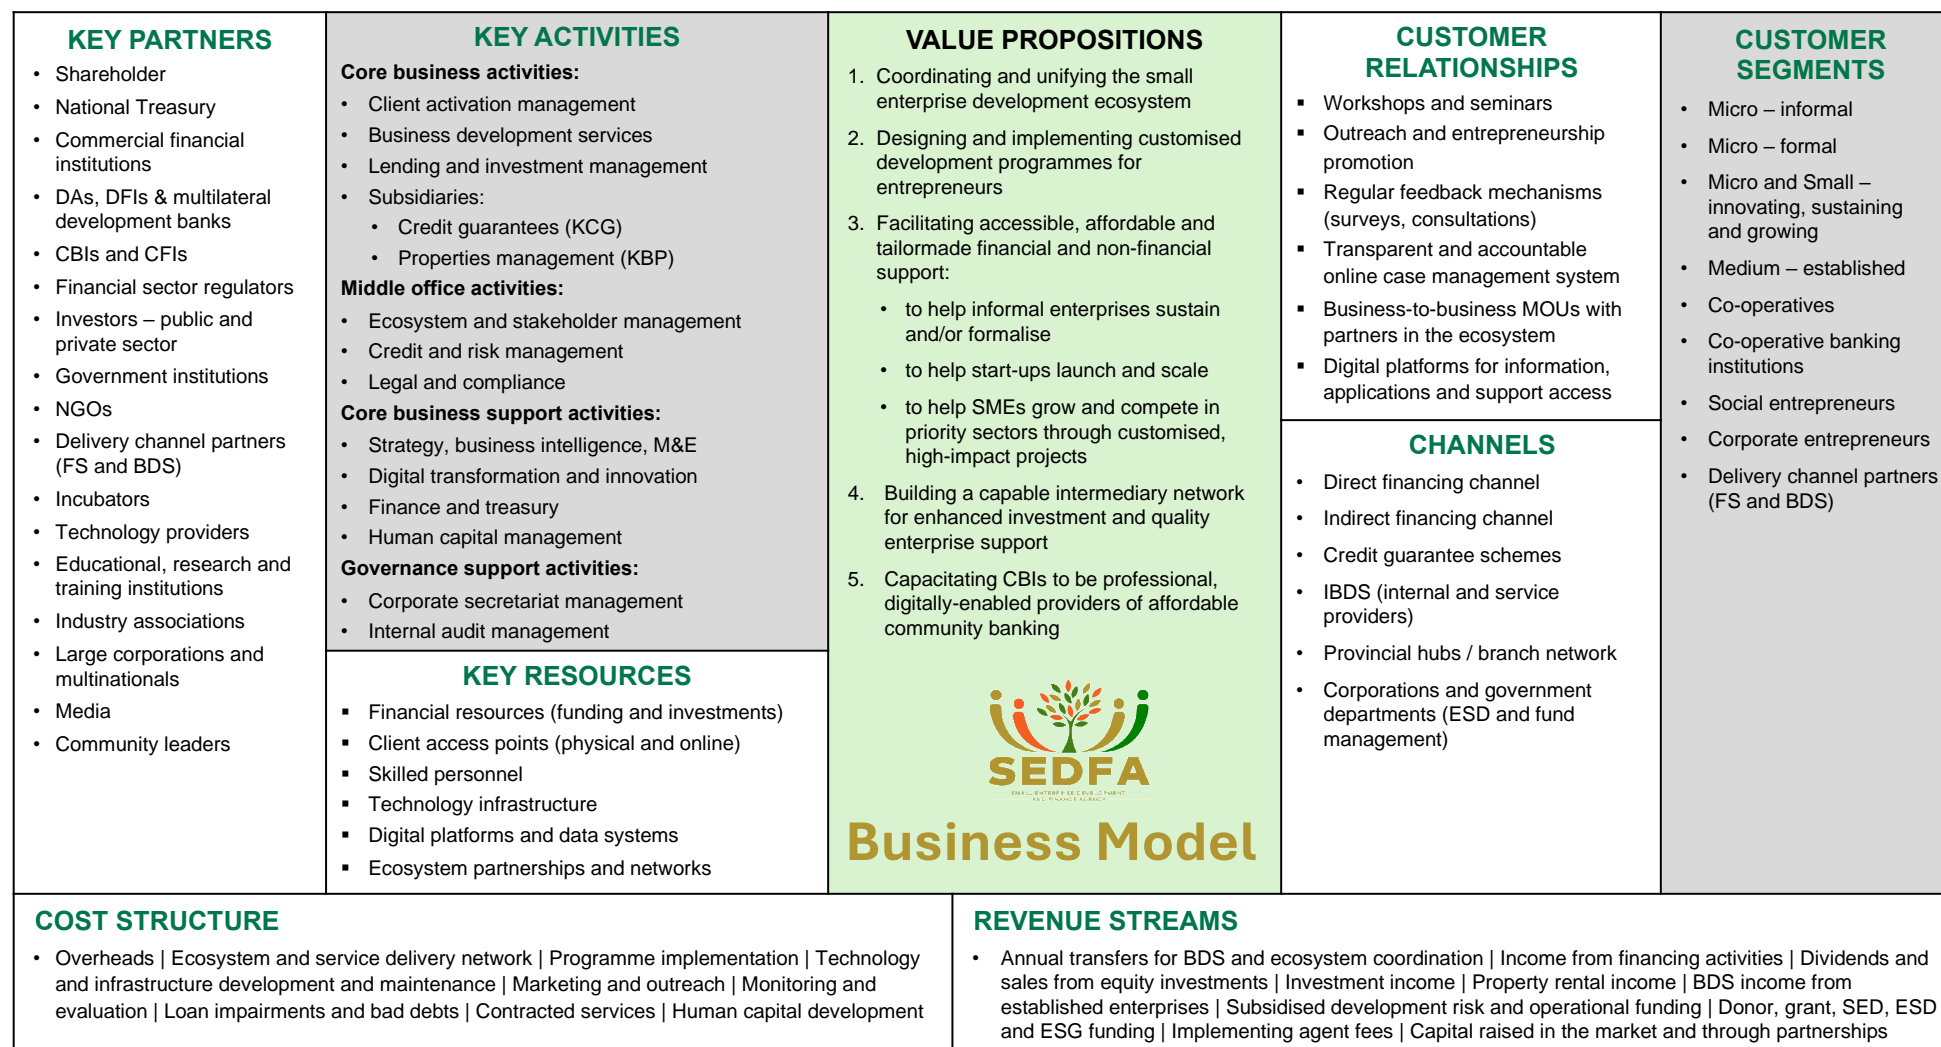 KEY PARTNERS
• Shareholder
• National Treasury
• Commercial financial
institutions
• DAs, DFIs & multilateral
development banks
• CBIs and CFIs
• Financial sector regulators
• Investors – public and
private sector
• Government institutions
• NGOs
• Delivery channel partners
(FS and BDS)
• Incubators
• Technology providers
• Educational, research and
training institutions
• Industry associations
• Large corporations and
multinationals
• Media
• Community leaders
KEY ACTIVITIES
Core business activities:
• Client activation management
• Business development services
• Lending and investment management
• Subsidiaries:
• Credit guarantees (KCG)
• Properties management (KBP)
Middle office activities:
• Ecosystem and stakeholder management
• Credit and risk management
• Legal and compliance
Core business support activities:
• Strategy, business intelligence, M&E
• Digital transformation and innovation
• Finance and treasury
• Human capital management
Governance support activities:
• Corporate secretariat management
• Internal audit management
KEY RESOURCES
▪ Financial resources (funding and investments)
▪ Client access points (physical and online)
▪ Skilled personnel
▪ Technology infrastructure
▪ Digital platforms and data systems
▪ Ecosystem partnerships and networks
VALUE PROPOSITIONS
1. Coordinating and unifying the small
enterprise development ecosystem
2. Designing and implementing customised
development programmes for
entrepreneurs
3. Facilitating accessible, affordable and
tailormade financial and non-financial
support:
• to help informal enterprises sustain
and/or formalise
• to help start-ups launch and scale
• to help SMEs grow and compete in
priority sectors through customised,
high-impact projects
4. Building a capable intermediary network
for enhanced investment and quality
enterprise support
5. Capacitating CBIs to be professional,
digitally-enabled providers of affordable
community banking
SEDFA
SMALL ENTERPRISE DEVELOPMENT
AND FINANCE AGENCY
Business Model
CUSTOMER
RELATIONSHIPS
▪ Workshops and seminars
▪ Outreach and entrepreneurship
promotion
▪ Regular feedback mechanisms
(surveys, consultations)
▪ Transparent and accountable
online case management system
▪ Business-to-business MOUs with
partners in the ecosystem
▪ Digital platforms for information,
applications and support access
CHANNELS
• Direct financing channel
• Indirect financing channel
• Credit guarantee schemes
• IBDS (internal and service
providers)
• Provincial hubs / branch network
• Corporations and government
departments (ESD and fund
management)
CUSTOMER
SEGMENTS
• Micro – informal
• Micro – formal
• Micro and Small –
innovating, sustaining
and growing
• Medium – established
• Co-operatives
• Co-operative banking
institutions
• Social entrepreneurs
• Corporate entrepreneurs
• Delivery channel partners
(FS and BDS)
COST STRUCTURE
• Overheads | Ecosystem and service delivery network | Programme implementation | Technology
and infrastructure development and maintenance | Marketing and outreach | Monitoring and
evaluation | Loan impairments and bad debts | Contracted services | Human capital development
REVENUE STREAMS
• Annual transfers for BDS and ecosystem coordination | Income from financing activities | Dividends and
sales from equity investments | Investment income | Property rental income | BDS income from
established enterprises | Subsidised development risk and operational funding | Donor, grant, SED, ESD
and ESG funding | Implementing agent fees | Capital raised in the market and through partnerships